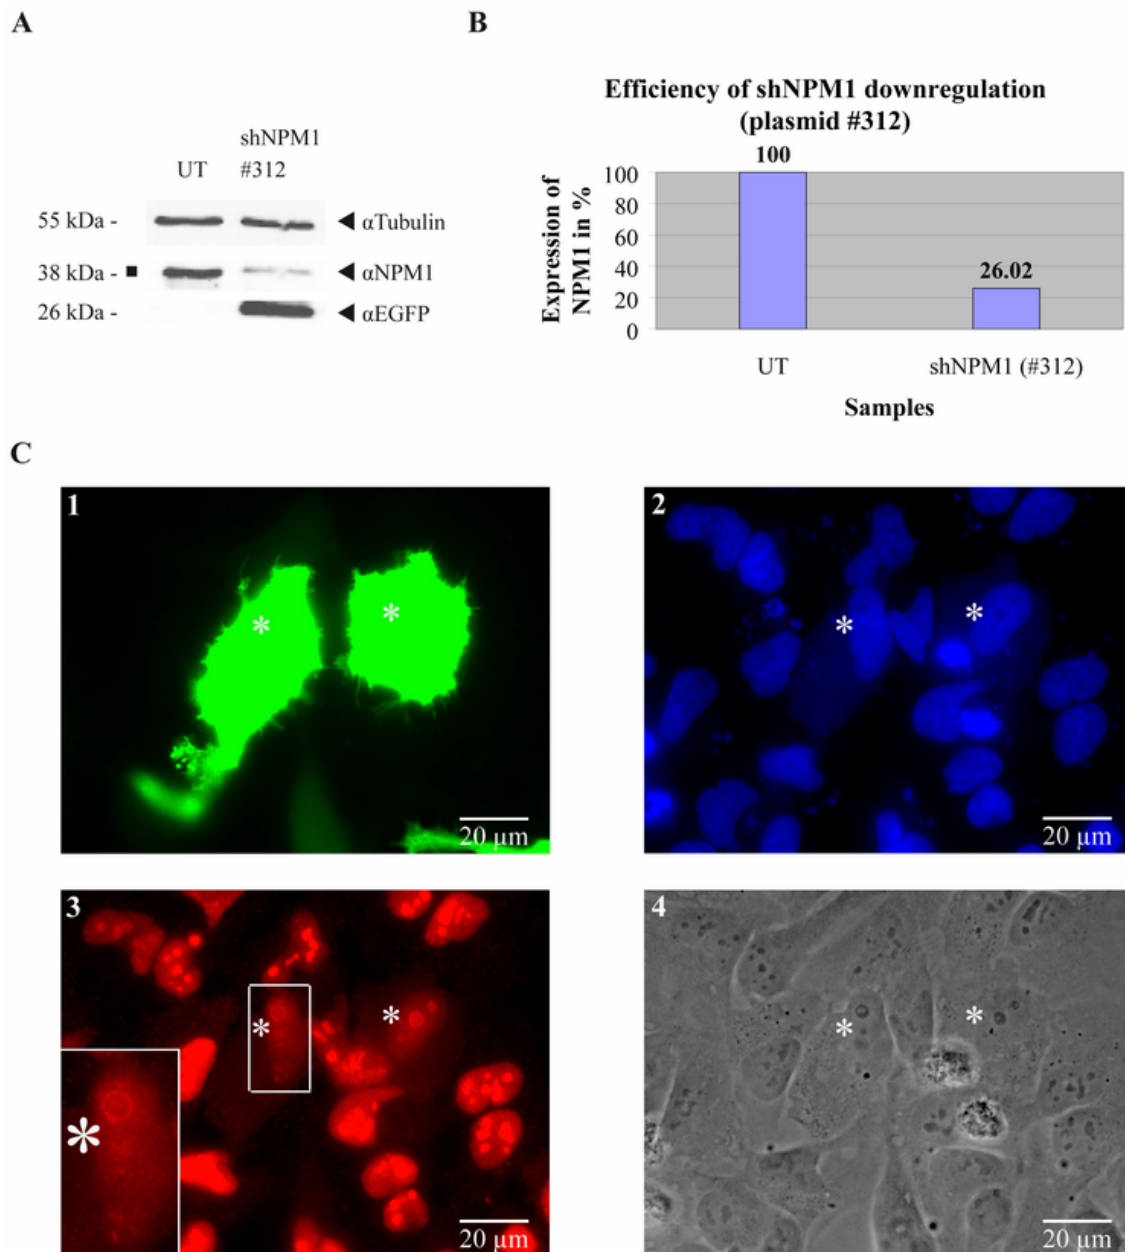 A
B
shNPM1
UT #312
55 kDa - ◄ αTubulin
38 kDa - ■ ◄ αNPM1
26 kDa - ◄ αEGFP
Efficiency of shNPM1 downregulation
(plasmid #312)
Expression of
NPM1 in %
100
80
60
40
20
0
100
26.02
UT
shNPM1 (#312)
Samples
C
1
*
*
20 µm
2
*
*
20 µm
3
*
*
*
20 µm
4
*
*
20 µm